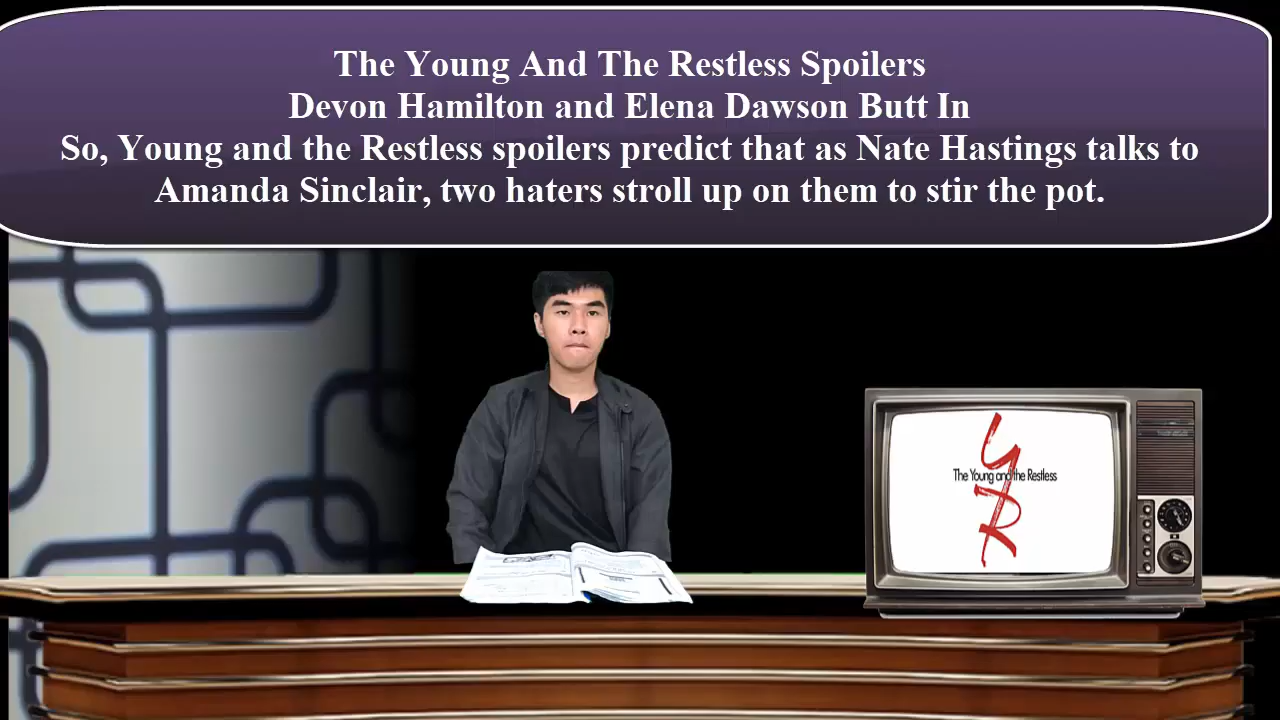 The Young And The Restless Spoilers
Devon Hamilton and Elena Dawson Butt In
So, Young and the Restless spoilers predict that as Nate Hastings talks to
Amanda Sinclair, two haters stroll up on them to stir the pot.
YR
The Young and the Restless